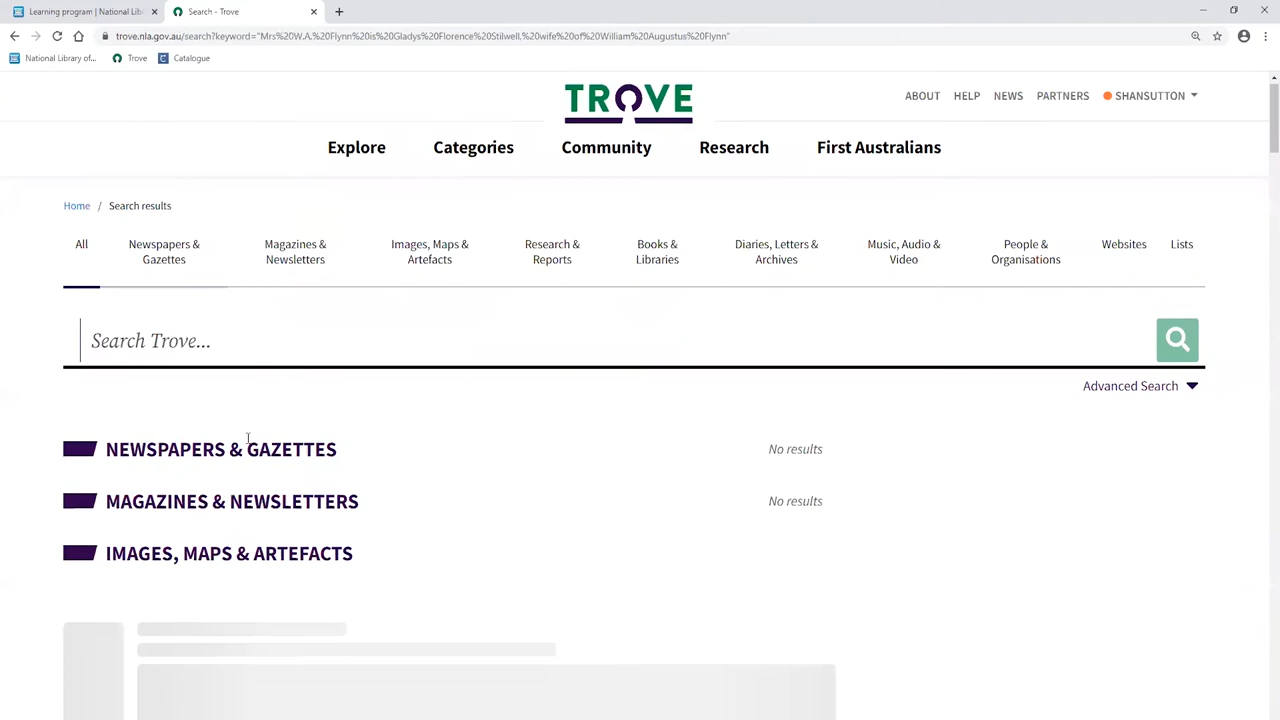 Learning program | National Lib
Search - Trove
trove.nla.gov.au/search?keyword="Mrs%20W.A.%20Flynn%20is%20Gladys%20Florence%20Stilwell,%20wife%20of%20William%20Augustus%20Flynn"
National Library of... Trove Catalogue
TROVE
ABOUT HELP NEWS PARTNERS SHANSUTTON
Explore Categories Community Research First Australians
Home / Search results
All
Newspapers &
Gazettes
Magazines &
Newsletters
Images, Maps &
Artefacts
Research &
Reports
Books &
Libraries
Diaries, Letters &
Archives
Music, Audio &
Video
People &
Organisations
Websites
Lists
Search Trove...
Advanced Search
NEWSPAPERS & GAZETTES No results
MAGAZINES & NEWSLETTERS No results
IMAGES, MAPS & ARTEFACTS